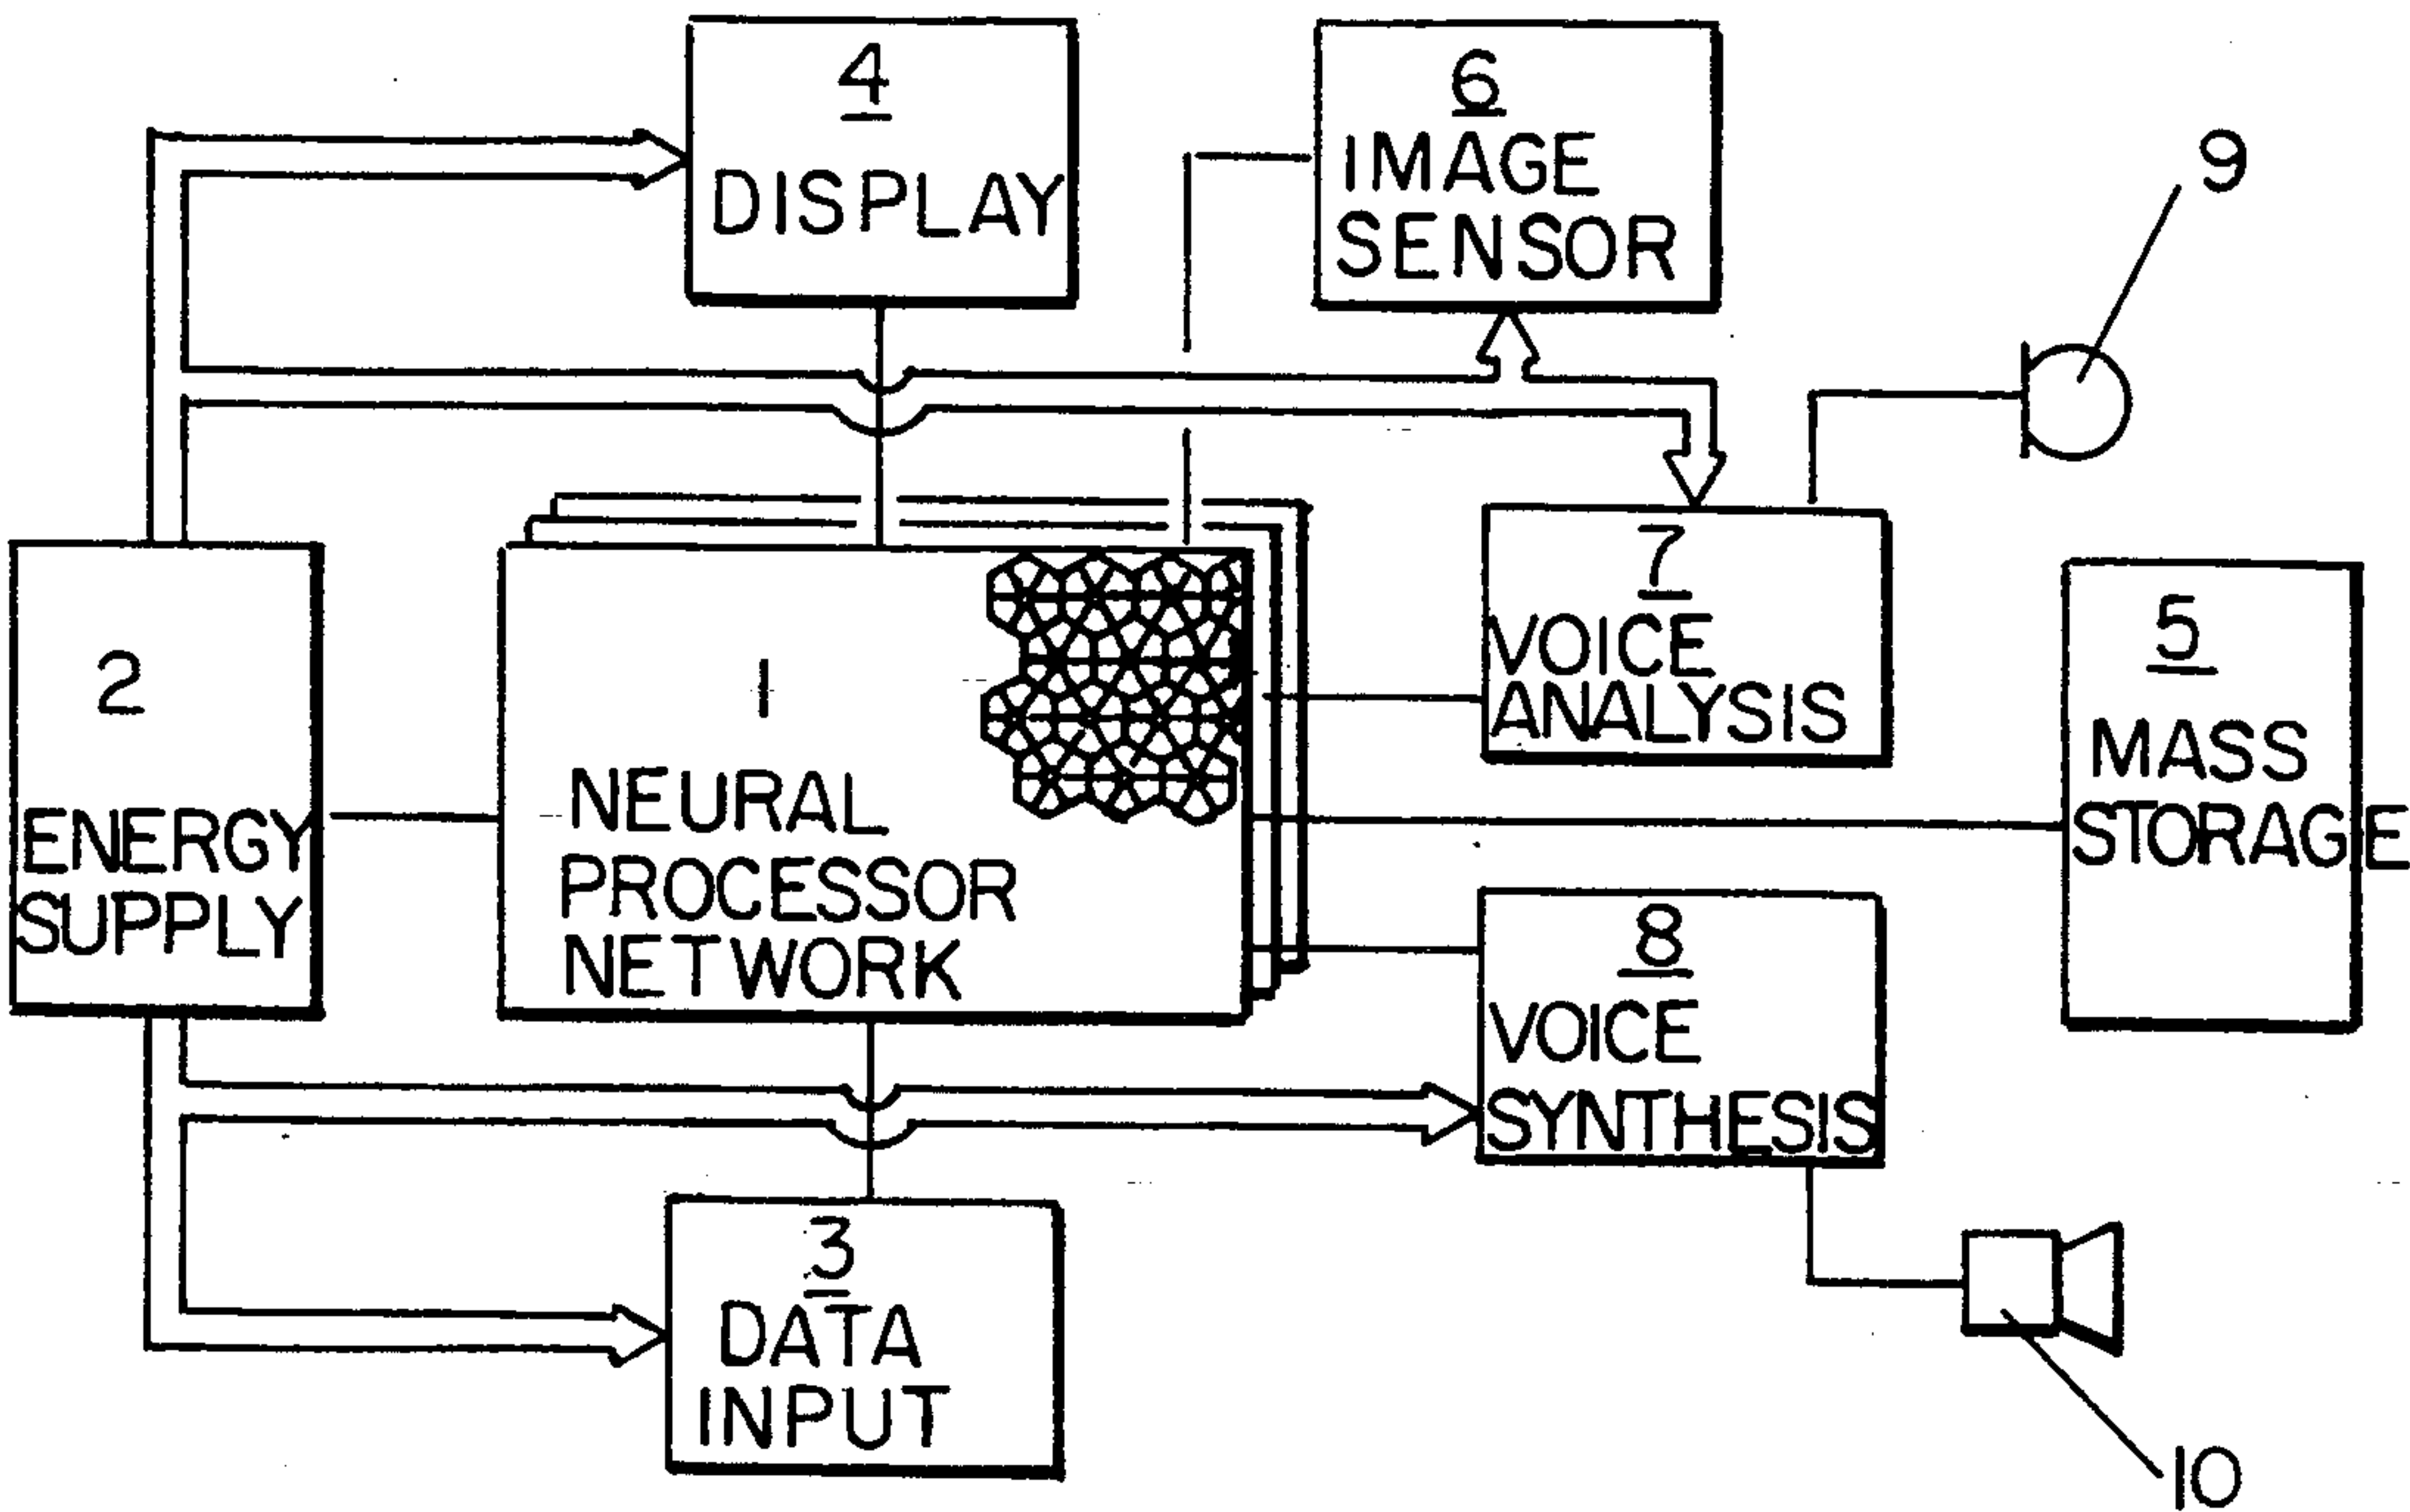 4
DISPLAY
6
IMAGE
SENSOR
9
2
ENERGY
SUPPLY
1
NEURAL
PROCESSOR
NETWORK
7
VOICE
ANALYSIS
5
MASS
STORAGE
8
VOICE
SYNTHESIS
3
DATA
INPUT
10